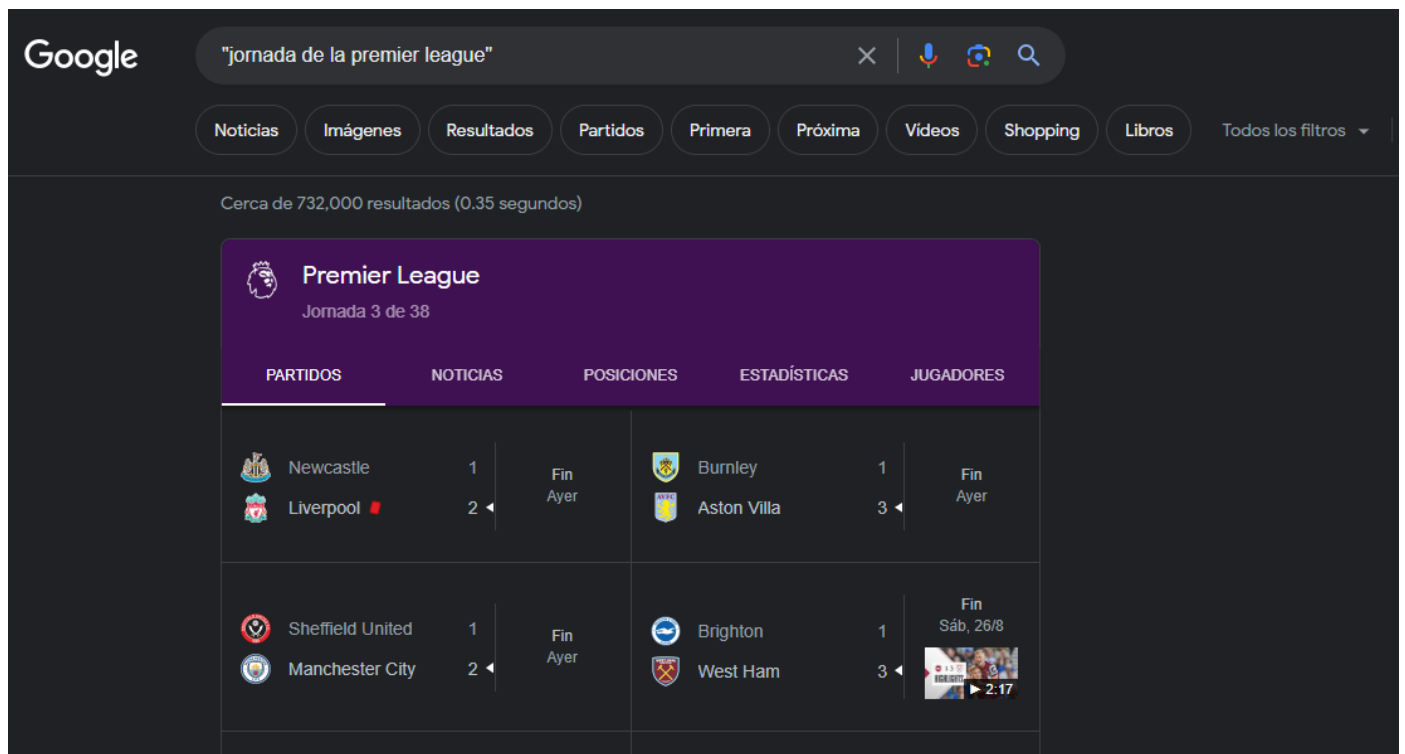 Google
"jornada de la premier league"
Noticias Imágenes Resultados Partidos Primera Próxima Vídeos Shopping Libros Todos los filtros
Cerca de 732,000 resultados (0.35 segundos)
Premier League
Jornada 3 de 38
PARTIDOS NOTICIAS POSICIONES ESTADÍSTICAS JUGADORES
Newcastle 1
Liverpool 2
Fin
Ayer
Burnley 1
Aston Villa 3
Fin
Ayer
Sheffield United 1
Manchester City 2
Fin
Ayer
Brighton 1
West Ham 3
Fin
Sáb, 26/8
HIGHLIGHTS
2:17